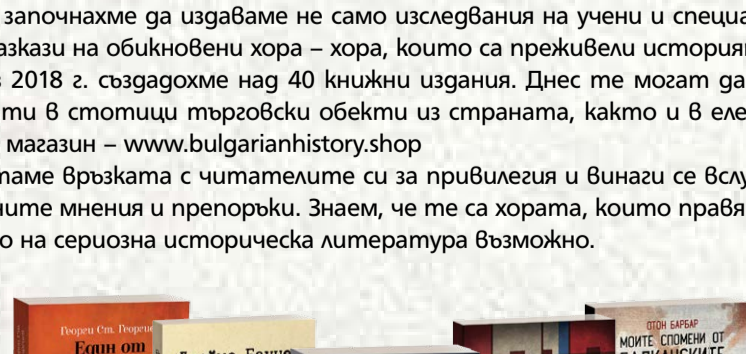 започнахме да издаваме не само изследвания на учени и специа
азкази на обикновени хора – хора, които са преживели история
2018 г. създадохме над 40 книжни издания. Днес те могат да
ти в стотици търговски обекти из страната, както и в еле
магазин – www.bulgarianhistory.shop
таме връзката с читателите си за привилегия и винаги се вслу
ните мнения и препоръки. Знаем, че те са хората, които правя
о на сериозна историческа литература възможно.
Георги Ст. Георгие
Един от
ОТОН БАРБАР
МОИТЕ СПОМЕНИ ОТ